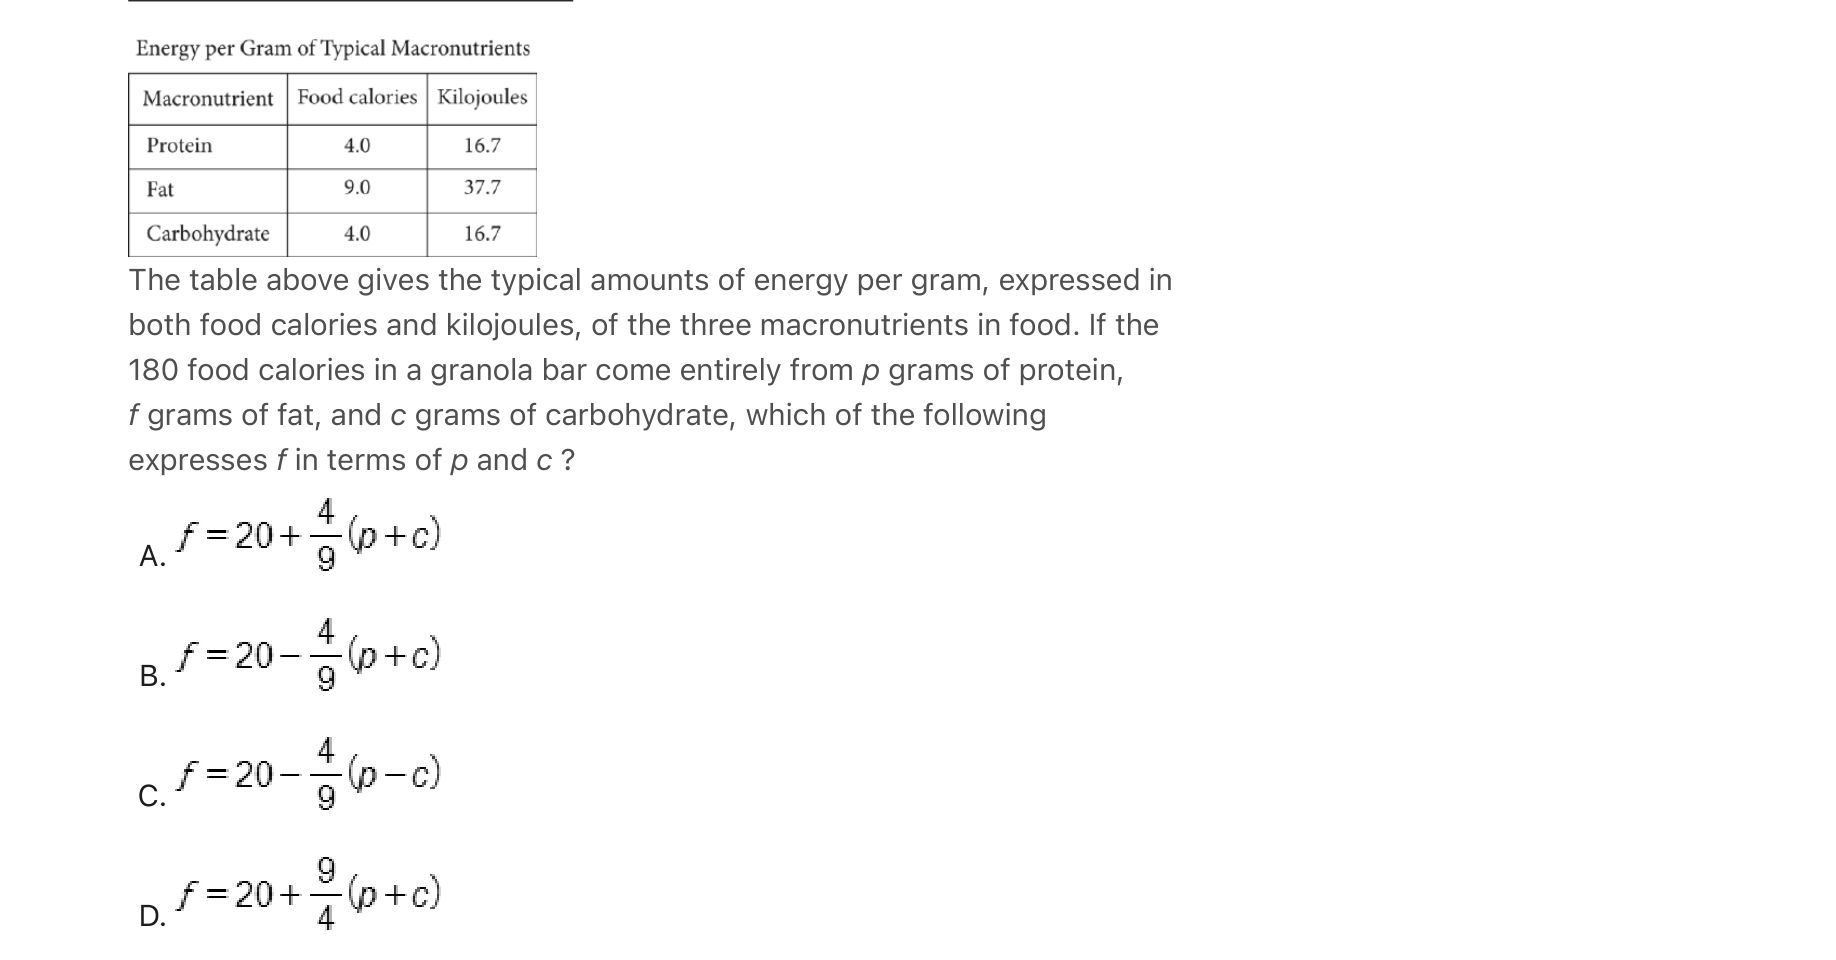 Energy per Gram of Typical Macronutrients
Macronutrient Food calories Kilojoules
Protein 4.0 16.7
Fat 9.0 37.7
Carbohydrate 4.0 16.7
The table above gives the typical amounts of energy per gram, expressed in
both food calories and kilojoules, of the three macronutrients in food. If the
180 food calories in a granola bar come entirely from p grams of protein,
f grams of fat, and c grams of carbohydrate, which of the following
expresses f in terms of p and c ?
A. f = 20 + 4/9 (p + c)
B. f = 20 − 4/9 (p + c)
C. f = 20 − 4/9 (p − c)
D. f = 20 + 9/4 (p + c)